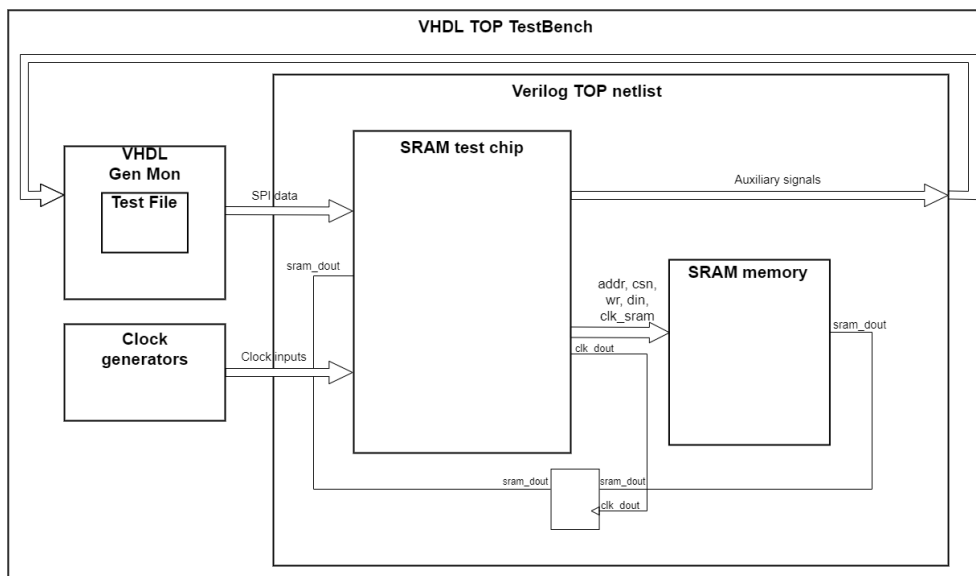 VHDL TOP TestBench
Verilog TOP netlist
SRAM test chip
VHDL
Gen Mon
Test File
SPI data
Auxiliary signals
sram_dout
SRAM memory
addr, csn,
wr, din,
clk_sram
sram_dout
Clock
generators
Clock inputs
clk_dout
sram_dout
sram_dout
clk_dout